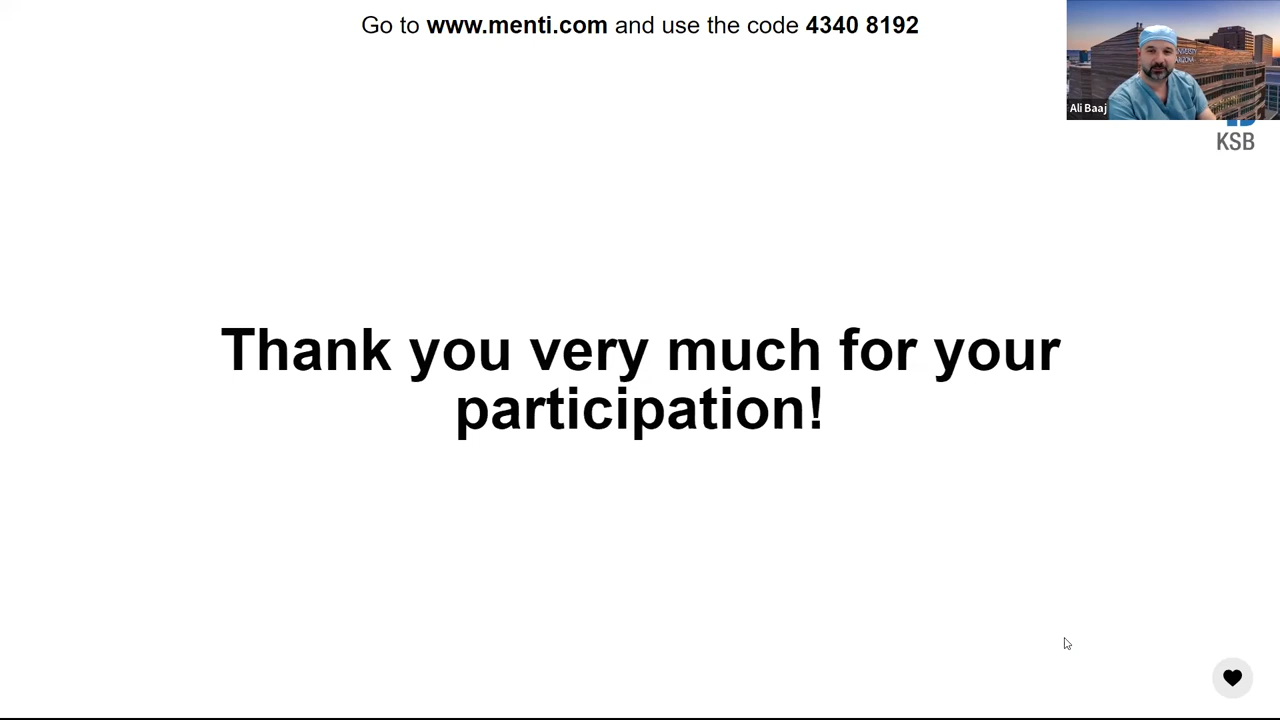 Go to www.menti.com and use the code 4340 8192
Ali Baaj
KSB
Thank you very much for your
participation!